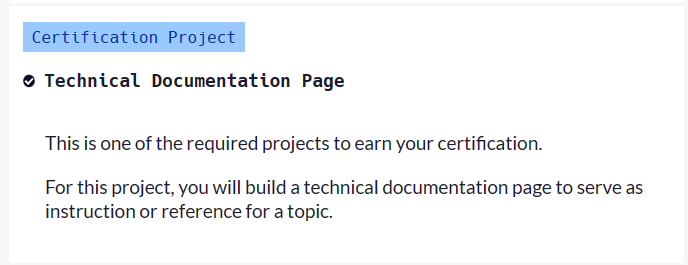 Certification Project
Technical Documentation Page
This is one of the required projects to earn your certification.
For this project, you will build a technical documentation page to serve as
instruction or reference for a topic.